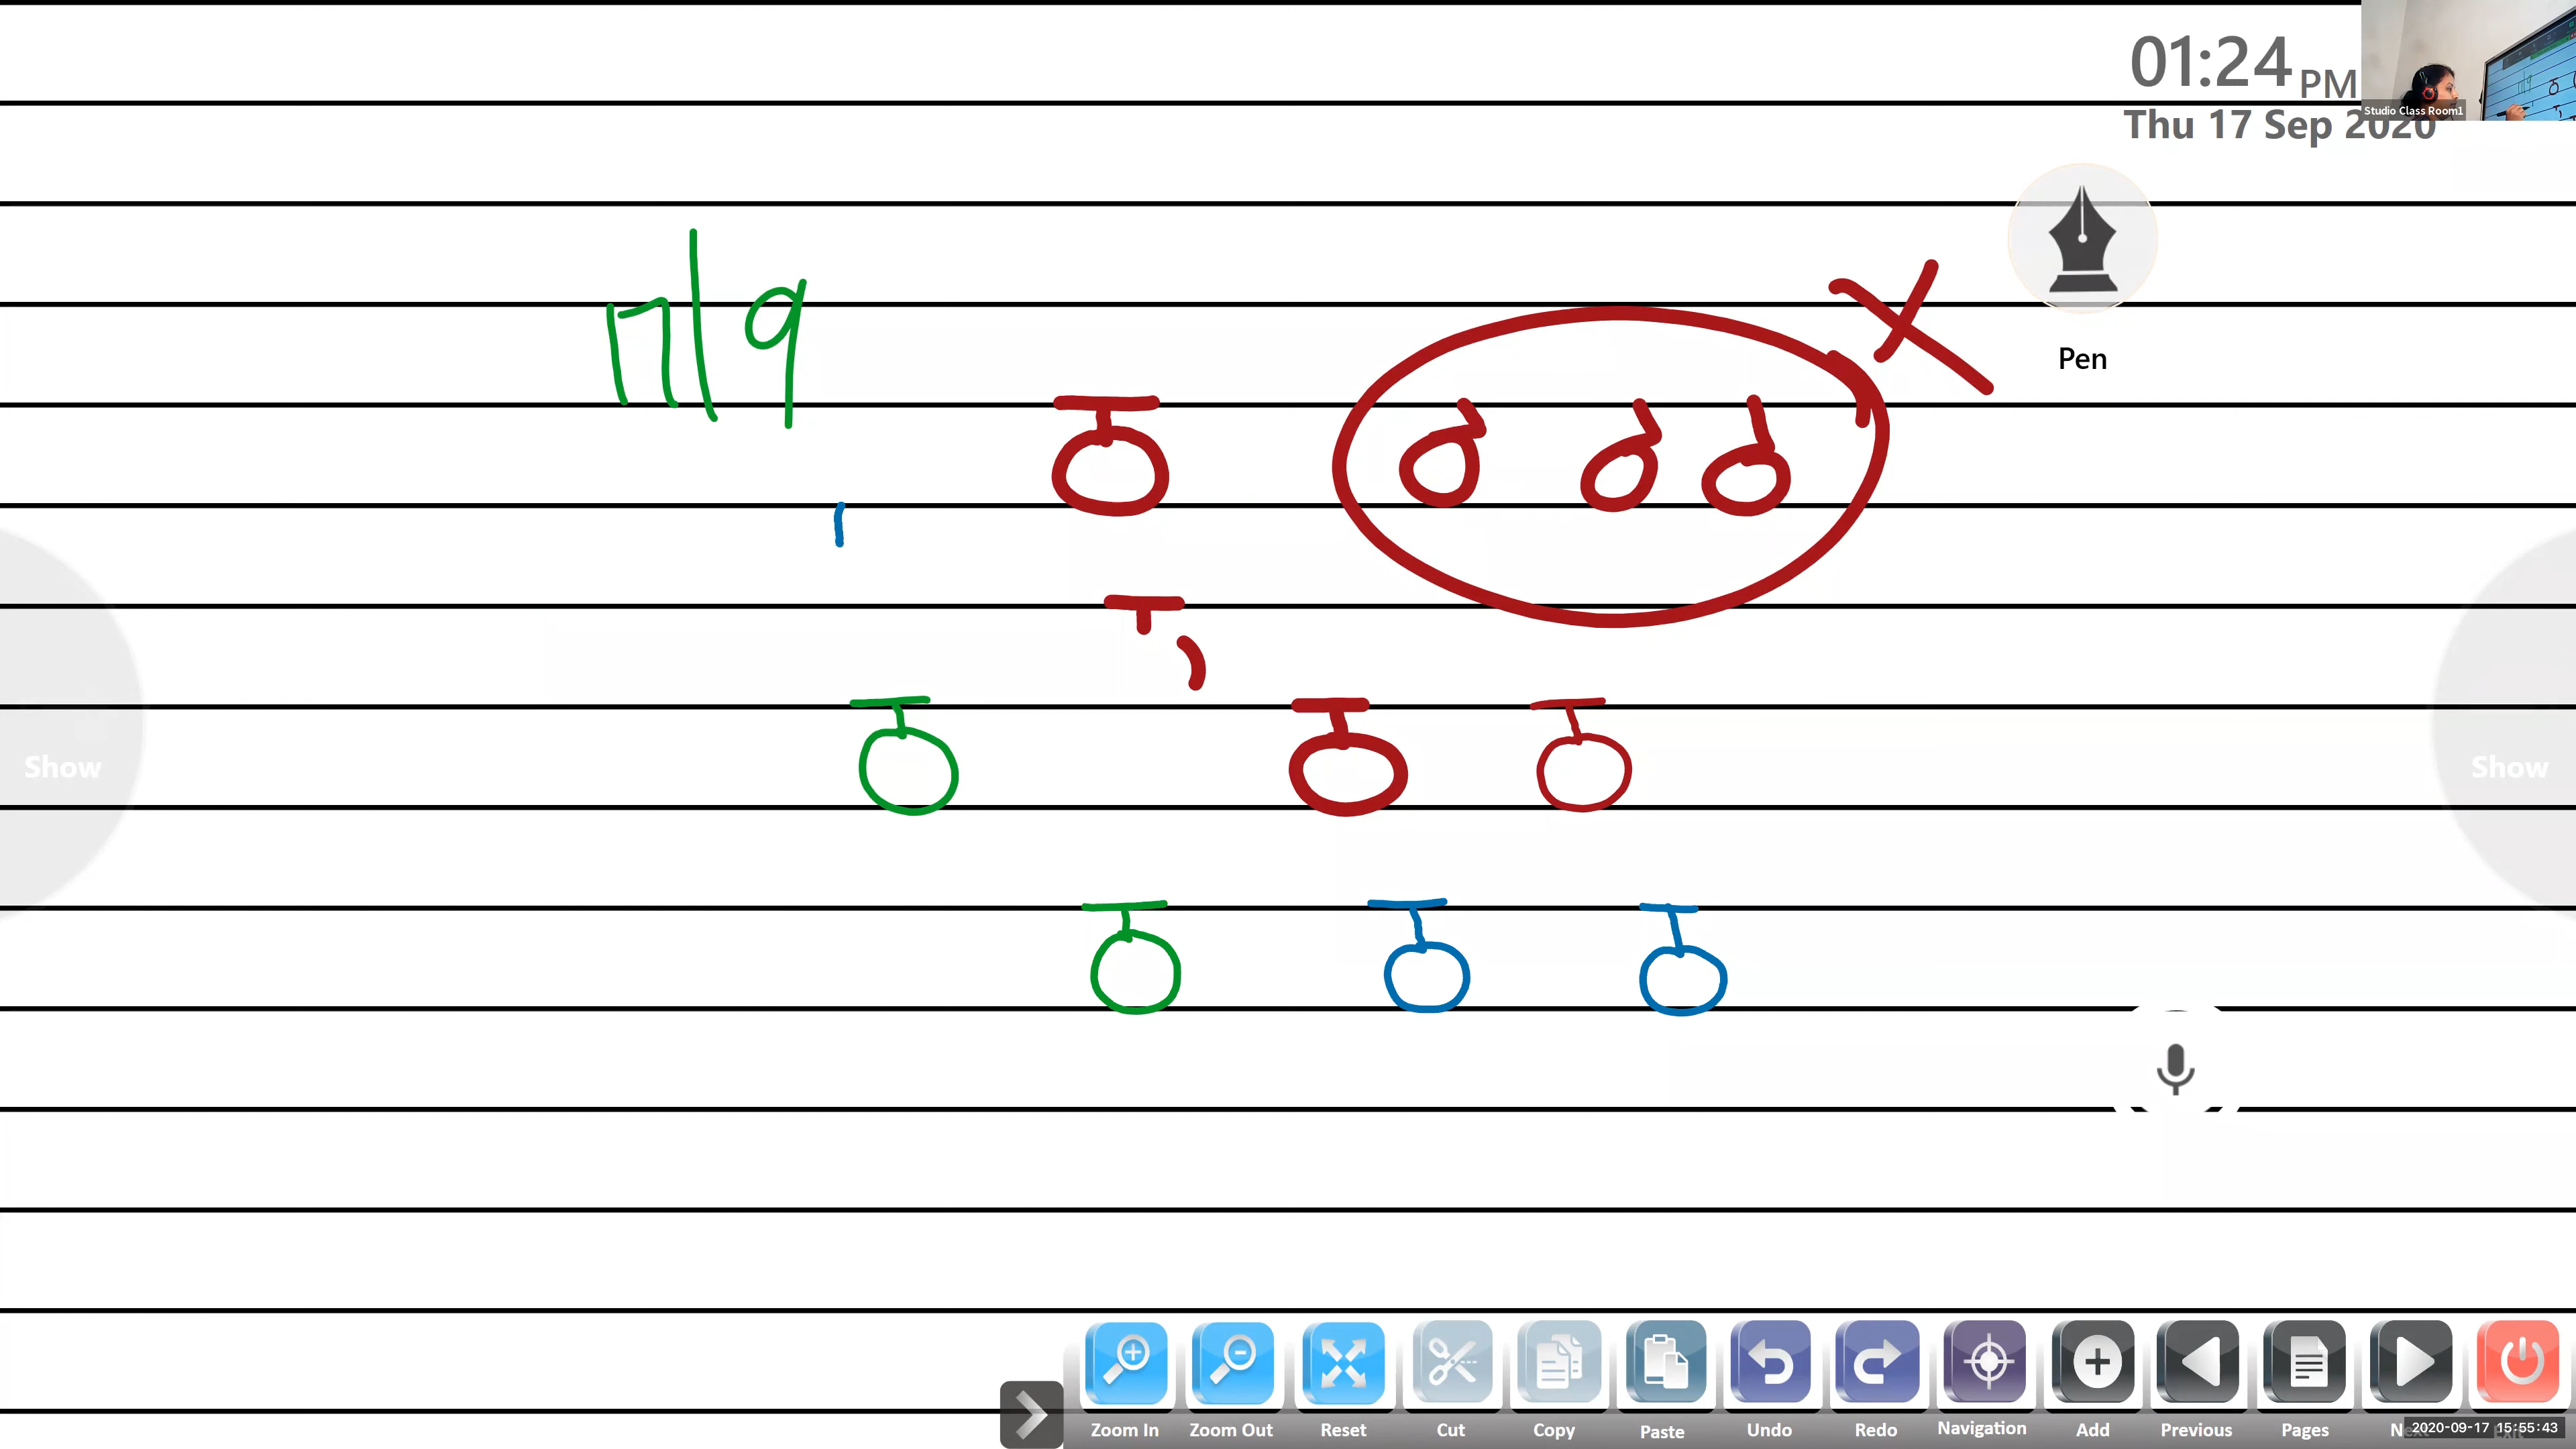 01:24 PM
Studio Class Room1
Thu 17 Sep 2020
Pen
ठ
ठ ठ ठ
ठ ठ ठ
Show Show
Zoom In Zoom Out Reset Cut Copy Paste Undo Redo Navigation Add Previous Pages
2020-09-17 15:55:43